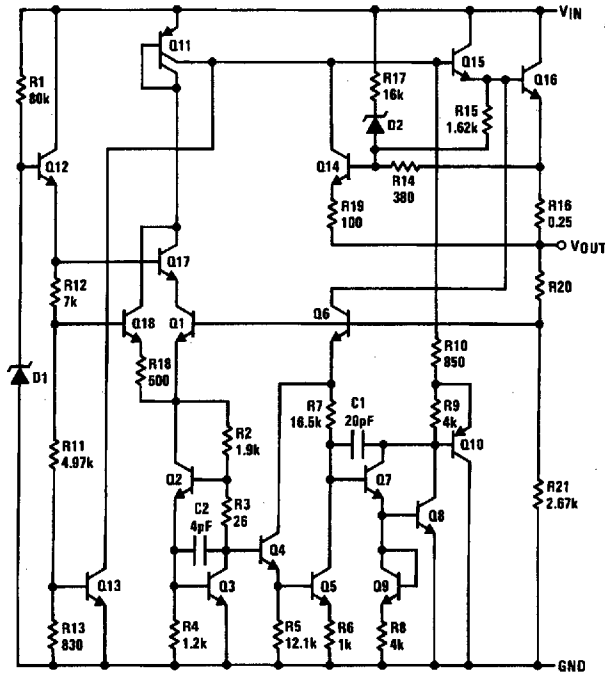 VIN
Q11
Q15
Q16
R1
80k
R17
16k
R15
1.62k
D2
Q12
Q14
R14
380
R16
0.25
R19
100
VOUT
Q17
R12
7k
Q18
Q1
Q6
R20
R18
500
R10
850
D1
C1
20pF
R7
16.5k
R9
4k
Q10
R2
1.9k
R11
4.97k
Q2
Q7
R21
2.67k
R3
26
C2
4pF
Q8
Q4
Q13
Q3
Q5
Q9
R13
830
R4
1.2k
R5
12.1k
R6
1k
R8
4k
GND